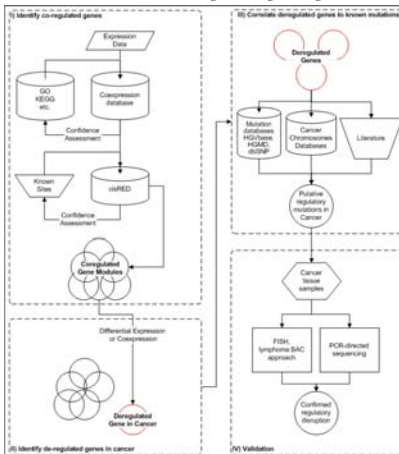 I) Identify co-regulated genes
Expression
Data
GO
KEGG
etc.
Coexpression
database
Confidence
Assessment
Known
Sites
cisRED
Confidence
Assessment
Coregulated
Gene Modules
Differential Expression
or Coexpression
Deregulated
Gene in Cancer
II) Identify de-regulated genes in cancer
III) Correlate deregulated genes to known mutations
Deregulated
Genes
Mutation
databases
HGVbase,
HGMD,
dbSNP
Cancer
Chromosomes
Databases
Literature
Putative
regulatory
mutations in
Cancer
Cancer
tissue
samples
FISH,
lymphoma BAC
approach
PCR-directed
sequencing
Confirmed
regulatory
disruption
IV) Validation